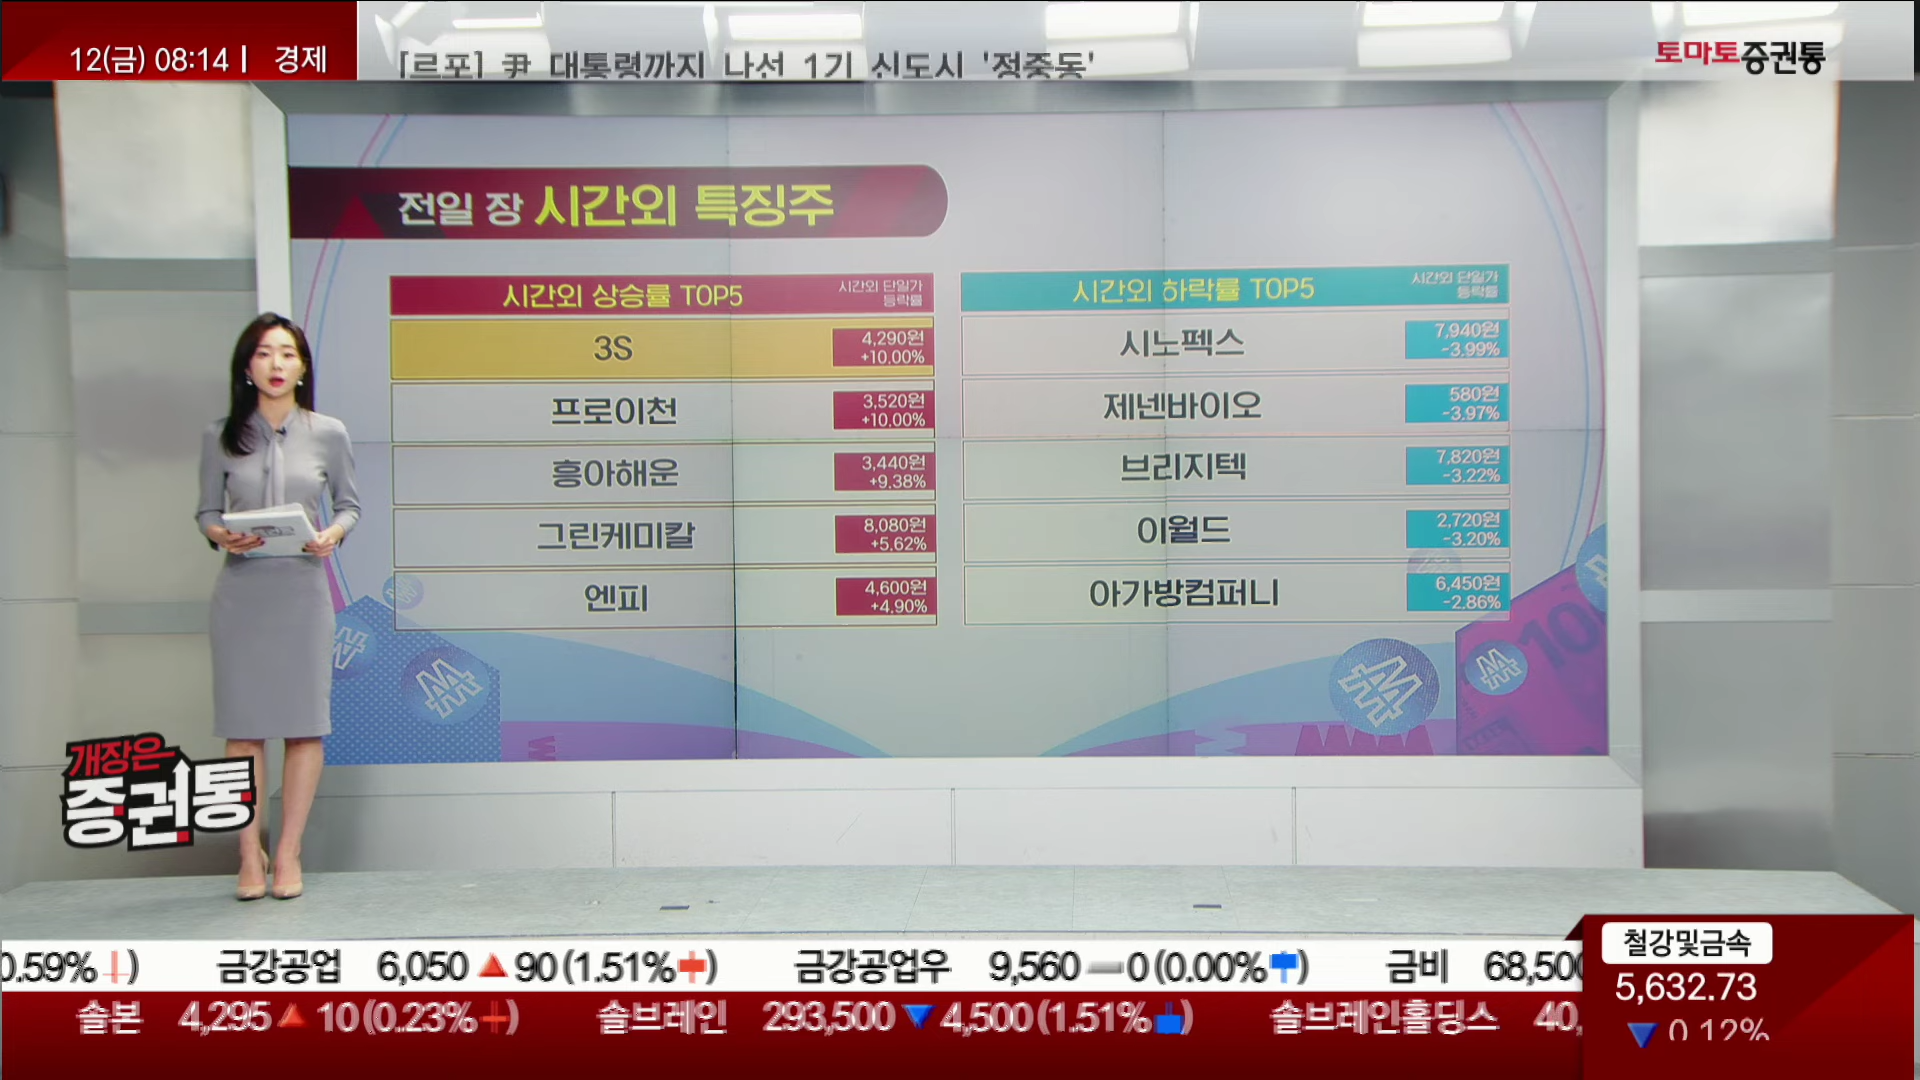 12(금) 08:14 | 경제
[르포] 尹 대통령까지 나선 1기 신도시 '정중동'
토마토증권통
전일 장 시간외 특징주
시간외 상승률 TOP5
시간외 단일가
등락률
3S
4,290원
+10.00%
프로이천
3,520원
+10.00%
흥아해운
3,440원
+9.38%
그린케미칼
8,080원
+5.62%
엔피
4,600원
+4.90%
시간외 하락률 TOP5
시간외 단일가
등락률
시노펙스
7,940원
-3.99%
제넨바이오
580원
-3.97%
브리지텍
7,820원
-3.22%
이월드
2,720원
-3.20%
아가방컴퍼니
6,450원
-2.86%
개장은
증권통
0.59% ) 금강공업 6,050 ▲ 90 (1.51% ) 금강공업우 9,560 — 0 (0.00% ) 금비 68,500
솔본 4,295 ▲ 10 (0.23% ) 솔브레인 293,500 ▼ 4,500 (1.51% ) 솔브레인홀딩스 40,
철강및금속
5,632.73
▼ 0.12%